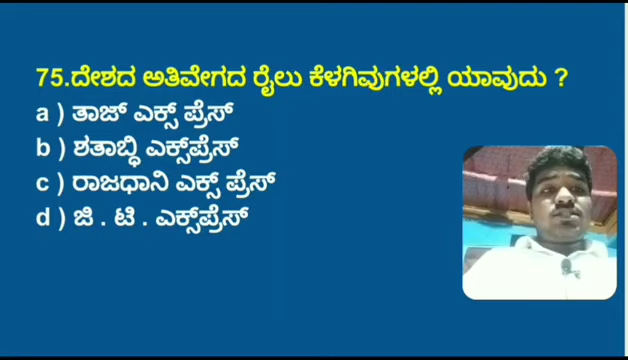 75.ದೇಶದ ಅತಿವೇಗದ ರೈಲು ಕೆಳಗಿವುಗಳಲ್ಲಿ ಯಾವುದು ?
a ) ತಾಜ್ ಎಕ್ಸ್ ಪ್ರೆಸ್
b ) ಶತಾಬ್ಧಿ ಎಕ್ಸ್‌ಪ್ರೆಸ್
c ) ರಾಜಧಾನಿ ಎಕ್ಸ್ ಪ್ರೆಸ್
d ) ಜಿ . ಟಿ . ಎಕ್ಸ್‌ಪ್ರೆಸ್